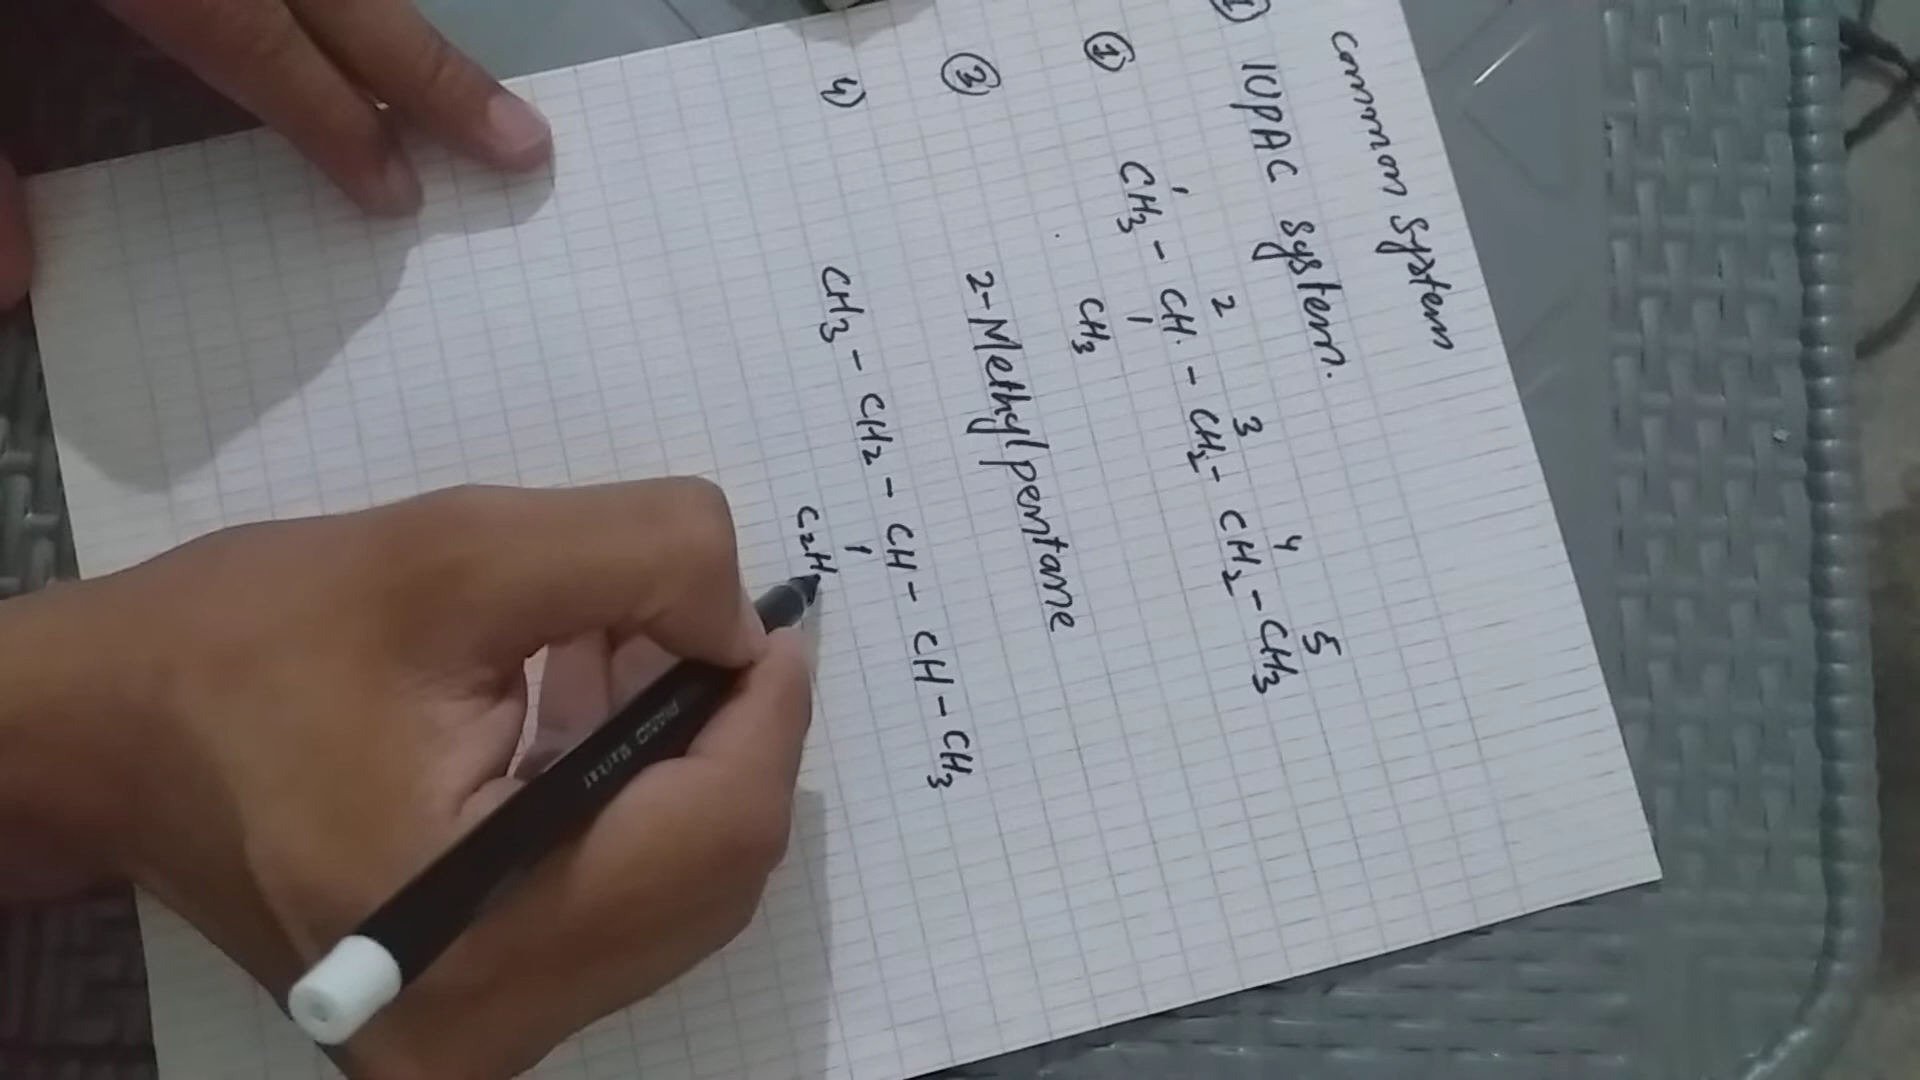 common system
① IUPAC system.
1 2 3 4 5
② CH3 - CH - CH2 - CH2 - CH3
CH3
③ 2-Methyl pentane
4) CH3 - CH2 - CH - CH - CH3
C2H